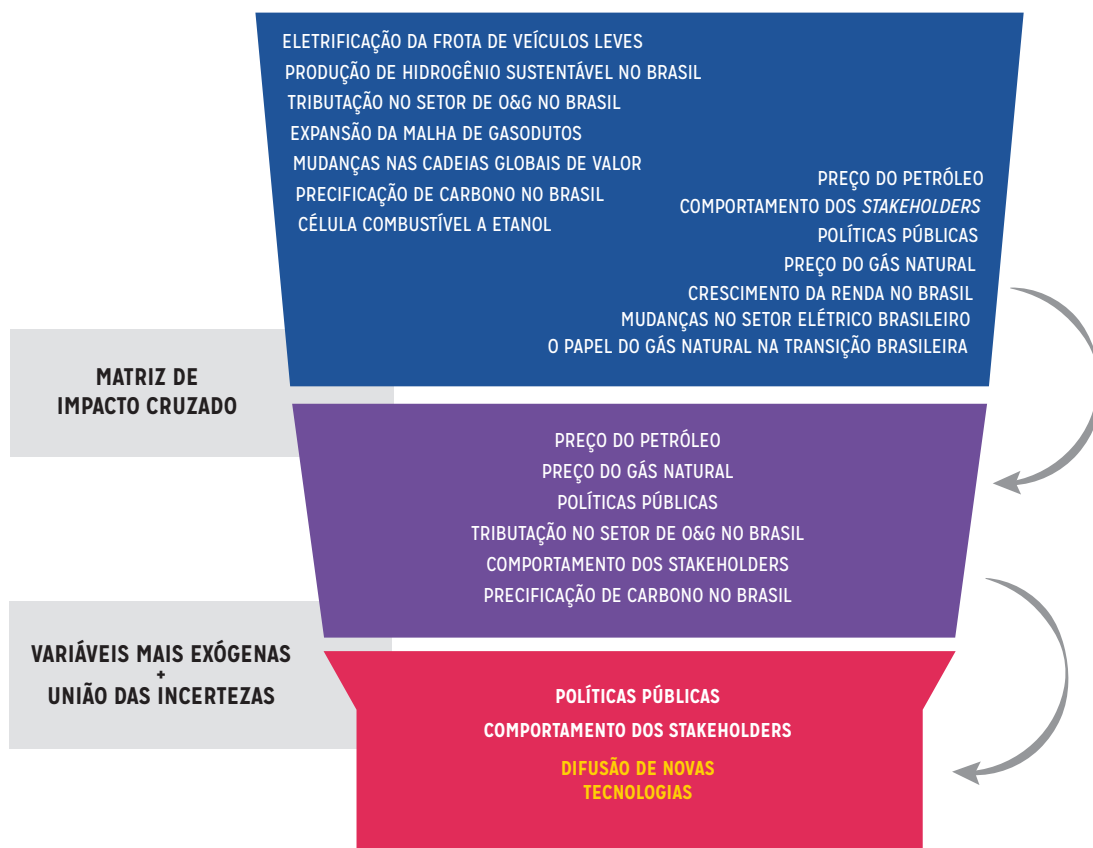 ELETRIFICAÇÃO DA FROTA DE VEÍCULOS LEVES
PRODUÇÃO DE HIDROGÊNIO SUSTENTÁVEL NO BRASIL
TRIBUTAÇÃO NO SETOR DE O&G NO BRASIL
EXPANSÃO DA MALHA DE GASODUTOS
MUDANÇAS NAS CADEIAS GLOBAIS DE VALOR
PRECIFICAÇÃO DE CARBONO NO BRASIL
CÉLULA COMBUSTÍVEL A ETANOL
PREÇO DO PETRÓLEO
COMPORTAMENTO DOS STAKEHOLDERS
POLÍTICAS PÚBLICAS
PREÇO DO GÁS NATURAL
CRESCIMENTO DA RENDA NO BRASIL
MUDANÇAS NO SETOR ELÉTRICO BRASILEIRO
O PAPEL DO GÁS NATURAL NA TRANSIÇÃO BRASILEIRA
MATRIZ DE
IMPACTO CRUZADO
PREÇO DO PETRÓLEO
PREÇO DO GÁS NATURAL
POLÍTICAS PÚBLICAS
TRIBUTAÇÃO NO SETOR DE O&G NO BRASIL
COMPORTAMENTO DOS STAKEHOLDERS
PRECIFICAÇÃO DE CARBONO NO BRASIL
VARIÁVEIS MAIS EXÓGENAS
+
UNIÃO DAS INCERTEZAS
POLÍTICAS PÚBLICAS
COMPORTAMENTO DOS STAKEHOLDERS
DIFUSÃO DE NOVAS
TECNOLOGIAS